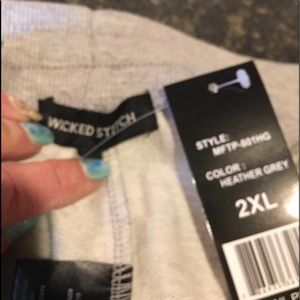 WICKED STITCH
STYLE:
MFTP-801HG
COLOR:
HEATHER GREY
2XL